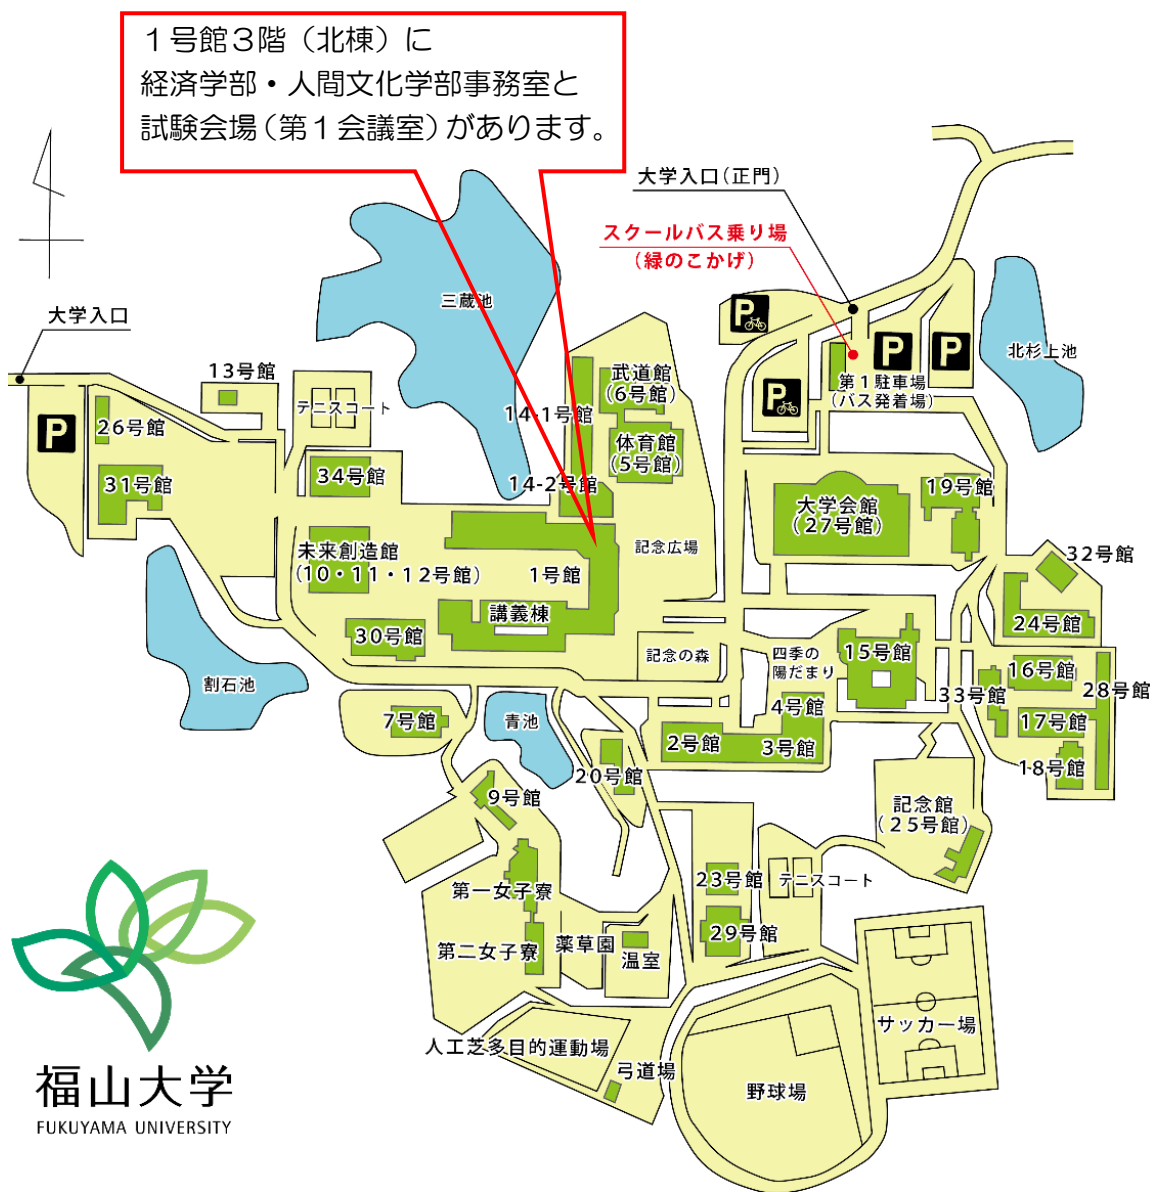 １号館３階（北棟）に
経済学部・人間文化学部事務室と
試験会場（第１会議室）があります。
大学入口（正門）
スクールバス乗り場
（緑のこかげ）
三蔵池
大学入口
P
P
P
北杉上池
13号館
第１駐車場
（バス発着場）
武道館
（6号館）
P
テニスコート
14-1号館
P
26号館
体育館
（5号館）
34号館
31号館
14-2号館
19号館
大学会館
（27号館）
未来創造館
（10・11・12号館）
1号館
記念広場
32号館
講義棟
24号館
30号館
記念の森
四季の
陽だまり
15号館
16号館
割石池
33号館
28号館
7号館
青池
4号館
2号館
3号館
17号館
20号館
18号館
9号館
記念館
（25号館）
23号館
テニスコート
第一女子寮
29号館
第二女子寮
薬草園
温室
サッカー場
人工芝多目的運動場
弓道場
野球場
福山大学
FUKUYAMA UNIVERSITY